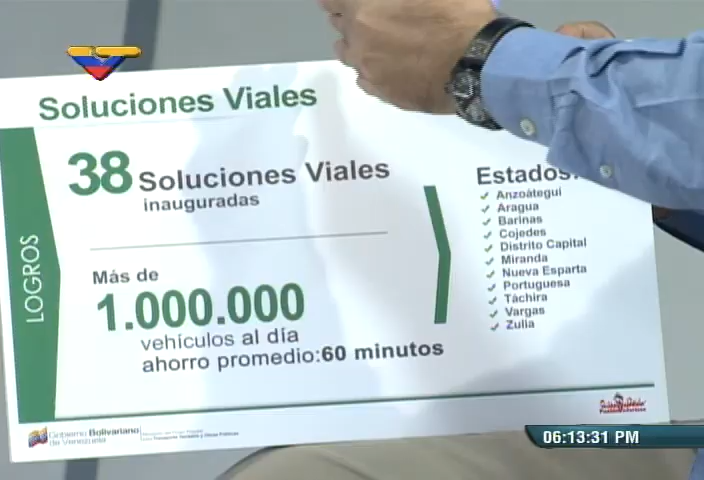 Soluciones Viales
LOGROS
38 Soluciones Viales
inauguradas
Más de
1.000.000
vehículos al día
ahorro promedio:60 minutos
Estados:
Anzoátegui
Aragua
Barinas
Cojedes
Distrito Capital
Miranda
Nueva Esparta
Portuguesa
Táchira
Vargas
Zulia
Gobierno Bolivariano
de Venezuela
06:13:31 PM